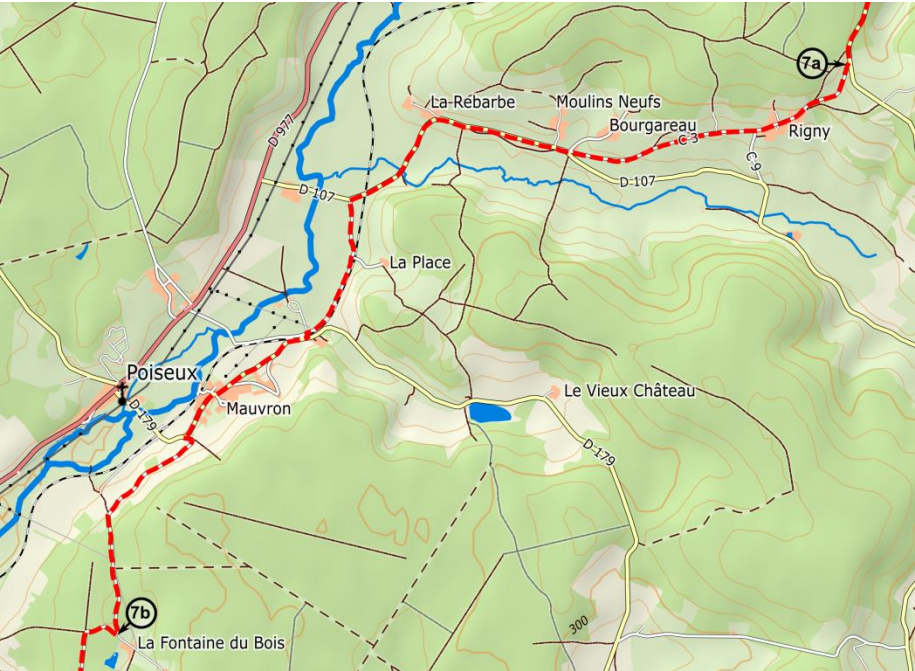 7a
La Rebarbe
Moulins Neufs
Bourgareau
Rigny
D 977
C-3
C-9
D-107
D-107
La Place
Poiseux
D-179
Mauvron
Le Vieux Château
D-179
7b
La Fontaine du Bois
300